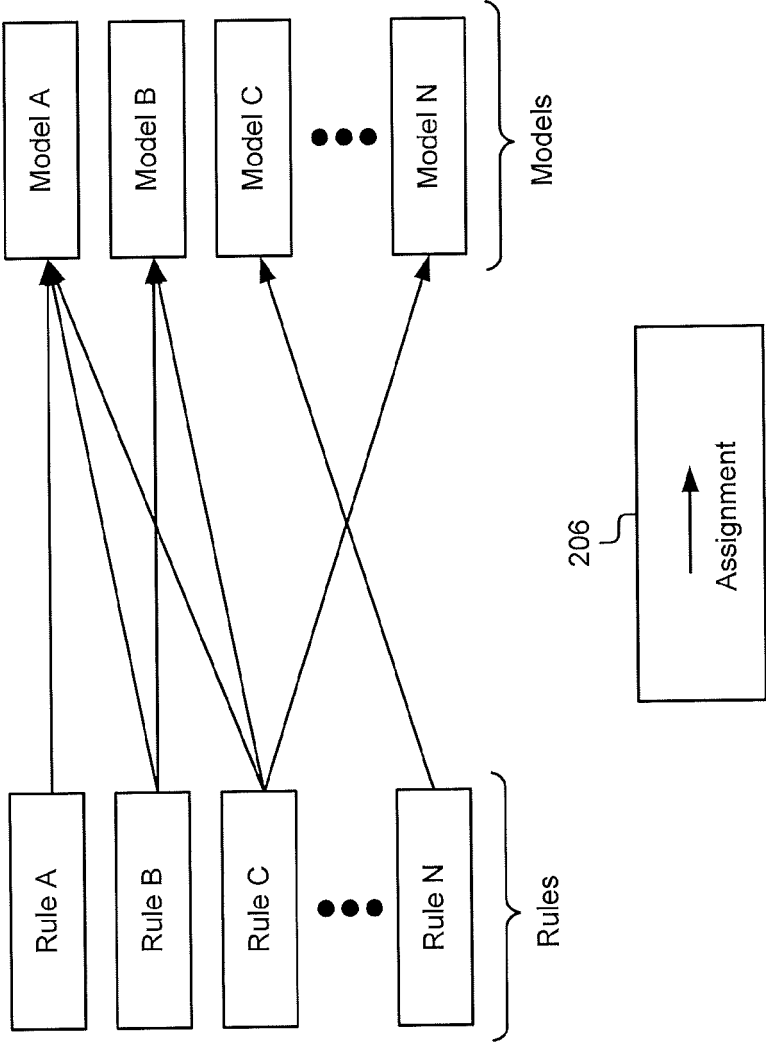 Rule A
Rule B
Rule C
Rule N
Rules
Model A
Model B
Model C
Model N
Models
206
Assignment